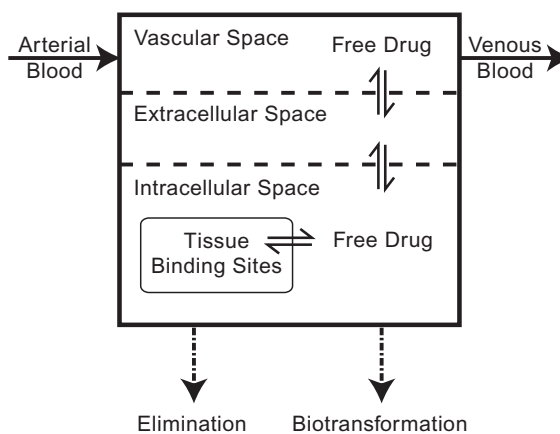 Arterial
Blood
Vascular Space
Free Drug
Venous
Blood
Extracellular Space
Intracellular Space
Tissue
Binding Sites
Free Drug
Elimination
Biotransformation